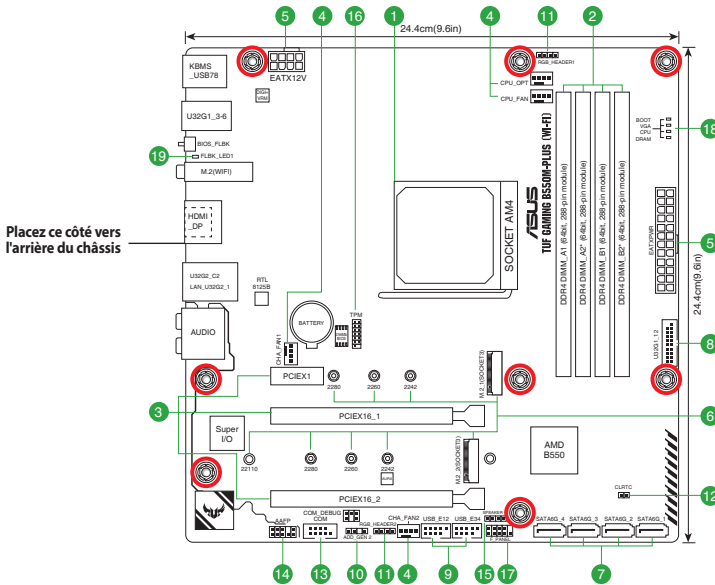 5 4 16 1 4 11 2
24.4cm(9.6in)
KBMS
_USB78
EATX12V
DIGI+
VRM
RGB_HEADER1
CPU_OPT
CPU_FAN
U32G1_3-6
BIOS_FLBK
FLBK_LED1
19
M.2(WIFI)
BOOT
VGA
CPU
DRAM
18
Placez ce côté vers
l'arrière du châssis
HDMI
_DP
SOCKET AM4
ASUS
TUF GAMING B550M-PLUS (WI-FI)
DDR4 DIMM_A1 (64bit, 288-pin module)
DDR4 DIMM_A2* (64bit, 288-pin module)
DDR4 DIMM_B1 (64bit, 288-pin module)
DDR4 DIMM_B2* (64bit, 288-pin module)
EATXPWR
5
24.4cm(9.6in)
U32G2_C2
LAN_U32G2_1
RTL
8125B
BATTERY
TPM
CHA_FAN1
AUDIO
U32G1_12
8
PCIEX1
2280 2260 2242
M.2_1(SOCKET3)
3
PCIEX16_1
6
Super
I/O
22110 2280 2260 2242
AURA
M.2_2(SOCKET3)
AMD
B550
CLRTC
12
PCIEX16_2
AAFP
COM_DEBUG
COM
ADD_GEN 2
RGB_HEADER2
CHA_FAN2
USB_E12
USB_E34
SPEAKER
F_PANEL
SATA6G_4 SATA6G_3 SATA6G_2 SATA6G_1
14 13 10 11 4 9 15 17 7